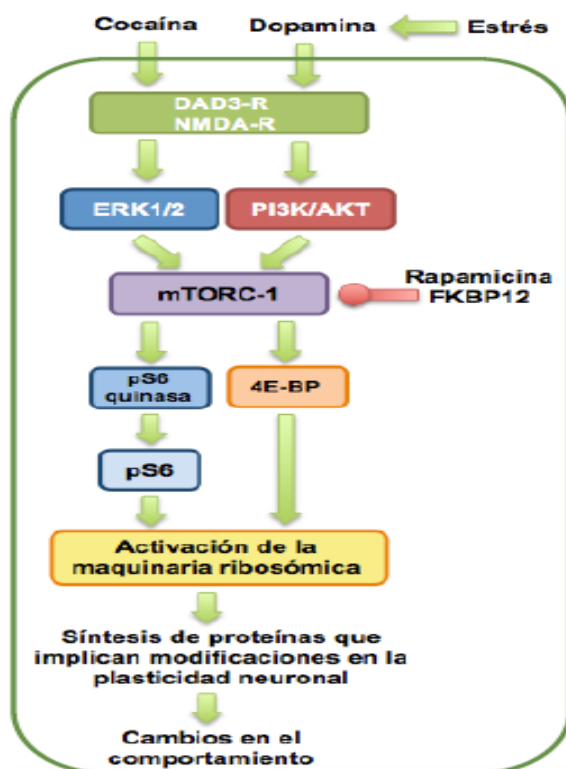 Cocaína
Dopamina
Estrés
DAD3-R
NMDA-R
ERK1/2
PI3K/AKT
mTORC-1
Rapamicina
FKBP12
pS6
quinasa
4E-BP
pS6
Activación de la
maquinaria ribosómica
Síntesis de proteínas que
implican modificaciones en la
plasticidad neuronal
Cambios en el
comportamiento